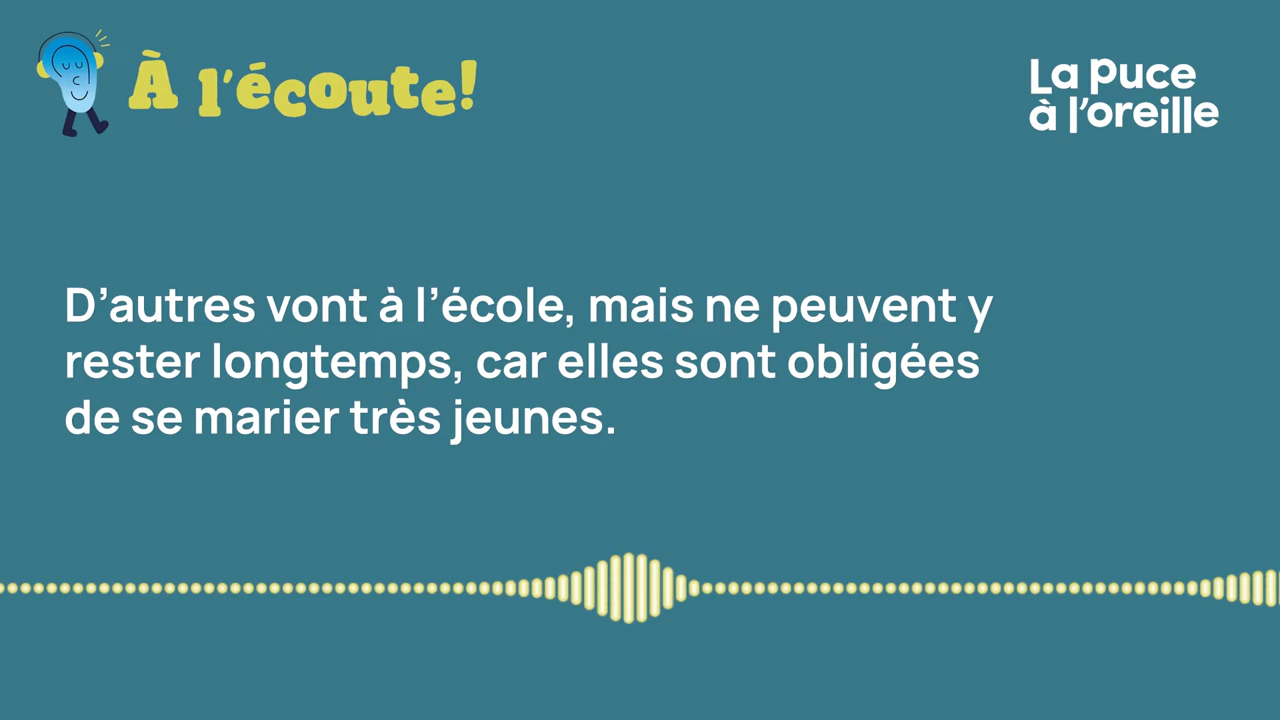 À l’écoute!
La puce
à l’oreille
D’autres vont à l’école, mais ne peuvent y
rester longtemps, car elles sont obligées
de se marier très jeunes.